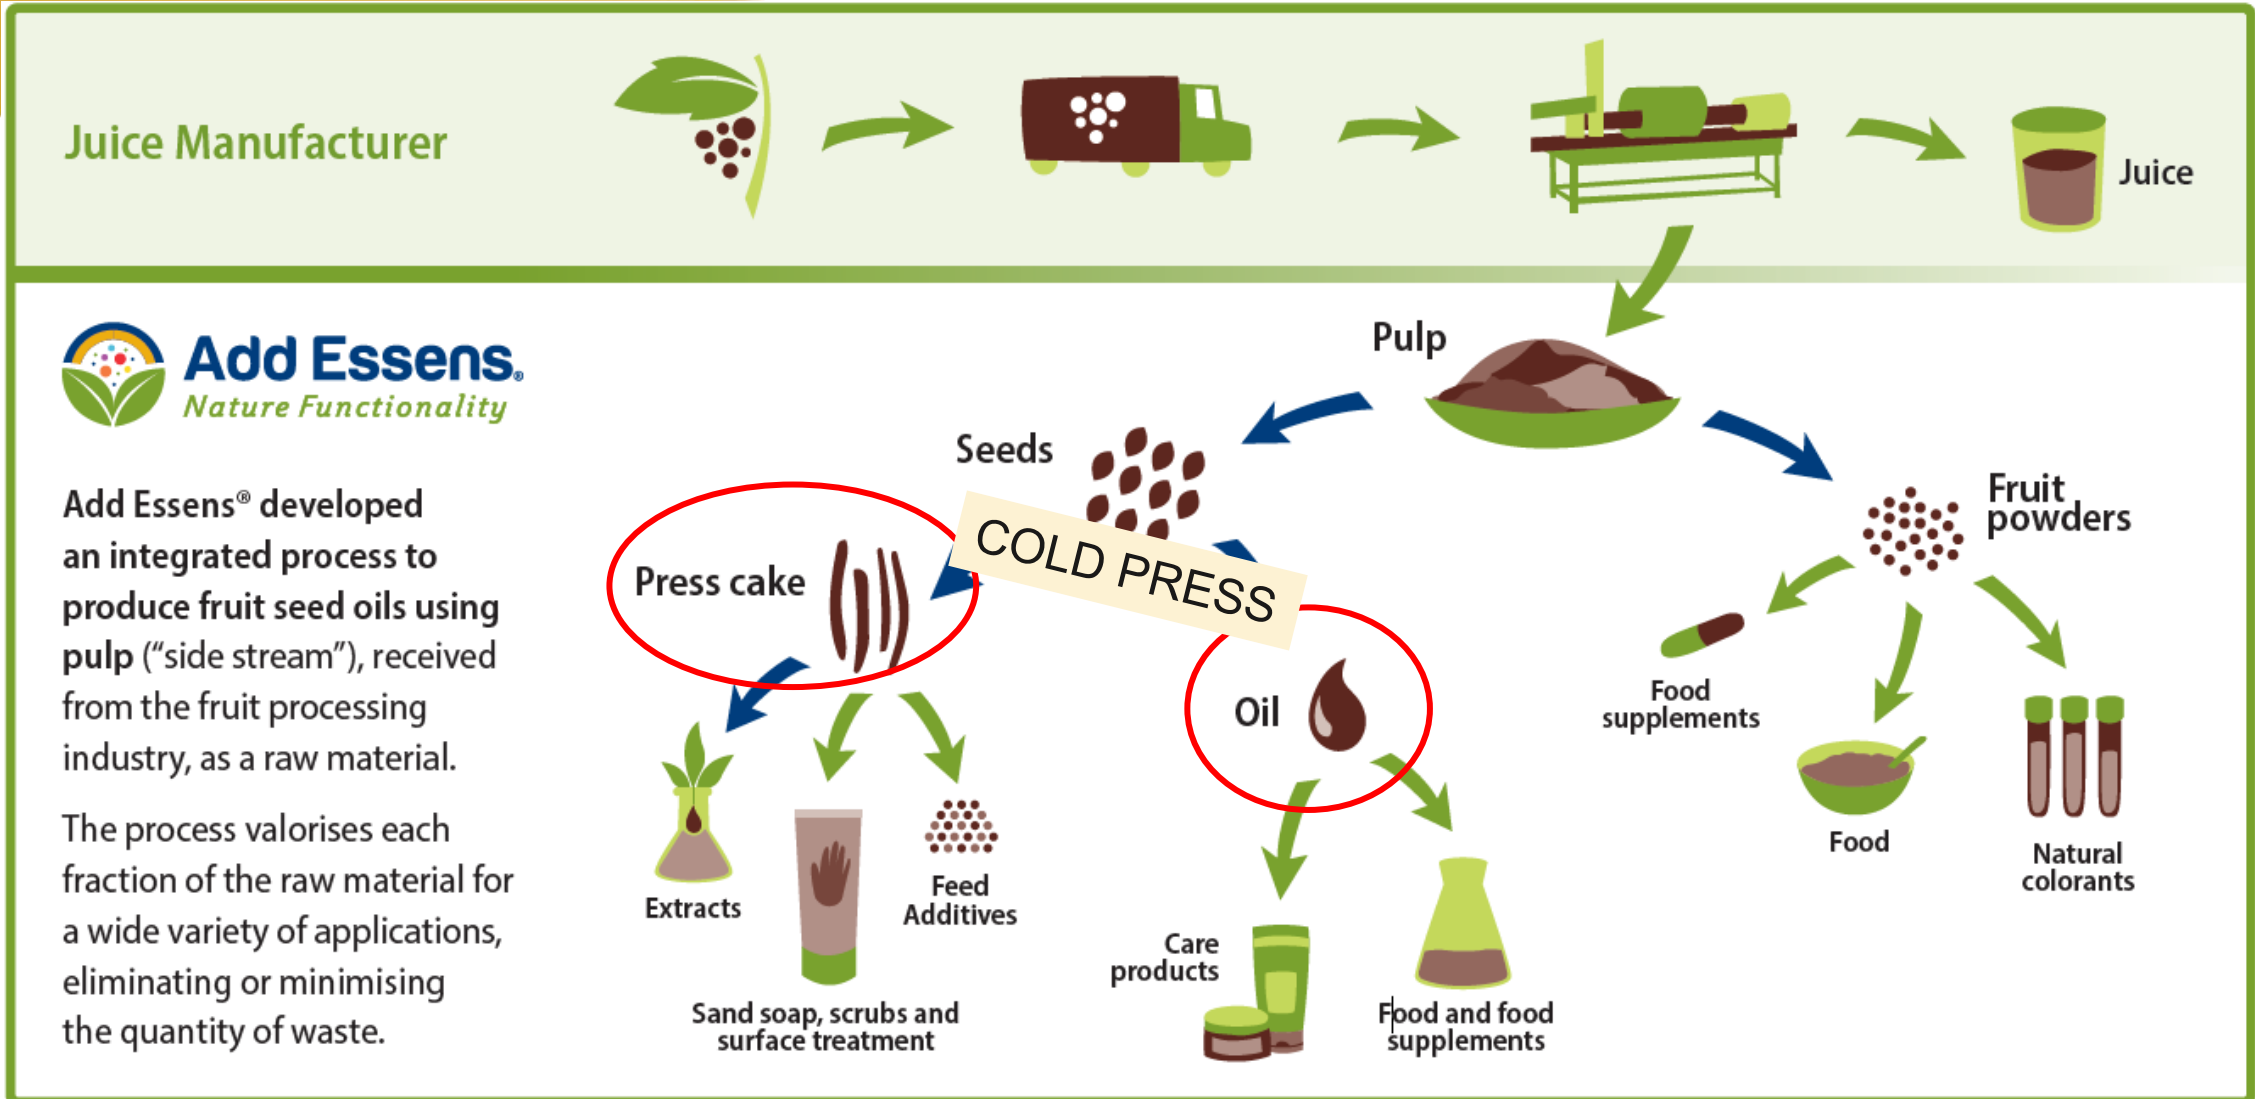 Juice Manufacturer
Juice
Add Essens®
Nature Functionality
Add Essens® developed
an integrated process to
produce fruit seed oils using
pulp (“side stream”), received
from the fruit processing
industry, as a raw material.
The process valorises each
fraction of the raw material for
a wide variety of applications,
eliminating or minimising
the quantity of waste.
Pulp
Seeds
COLD PRESS
Press cake
Oil
Fruit
powders
Extracts
Sand soap, scrubs and
surface treatment
Feed
Additives
Care
products
Food and food
supplements
Food
supplements
Food
Natural
colorants